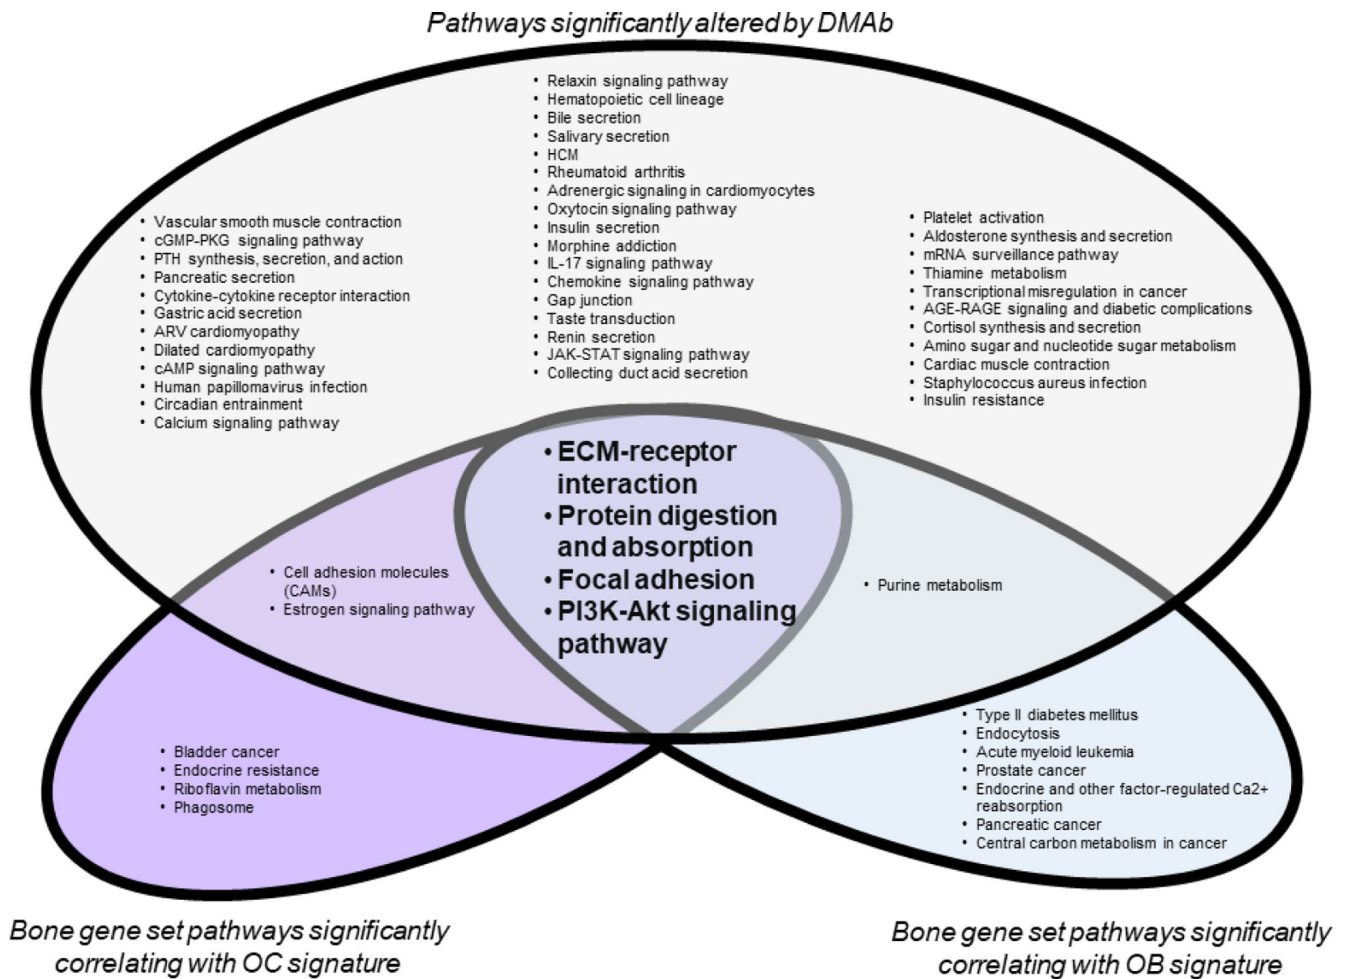 Pathways significantly altered by DMAb
• Relaxin signaling pathway
• Hematopoietic cell lineage
• Bile secretion
• Salivary secretion
• HCM
• Rheumatoid arthritis
• Adrenergic signaling in cardiomyocytes
• Oxytocin signaling pathway
• Insulin secretion
• Morphine addiction
• IL-17 signaling pathway
• Chemokine signaling pathway
• Gap junction
• Taste transduction
• Renin secretion
• JAK-STAT signaling pathway
• Collecting duct acid secretion
• Vascular smooth muscle contraction
• cGMP-PKG signaling pathway
• PTH synthesis, secretion, and action
• Pancreatic secretion
• Cytokine-cytokine receptor interaction
• Gastric acid secretion
• ARV cardiomyopathy
• Dilated cardiomyopathy
• cAMP signaling pathway
• Human papillomavirus infection
• Circadian entrainment
• Calcium signaling pathway
• Platelet activation
• Aldosterone synthesis and secretion
• mRNA surveillance pathway
• Thiamine metabolism
• Transcriptional misregulation in cancer
• AGE-RAGE signaling and diabetic complications
• Cortisol synthesis and secretion
• Amino sugar and nucleotide sugar metabolism
• Cardiac muscle contraction
• Staphylococcus aureus infection
• Insulin resistance
• ECM-receptor
interaction
• Protein digestion
and absorption
• Focal adhesion
• PI3K-Akt signaling
pathway
• Cell adhesion molecules
(CAMs)
• Estrogen signaling pathway
• Purine metabolism
• Bladder cancer
• Endocrine resistance
• Riboflavin metabolism
• Phagosome
• Type II diabetes mellitus
• Endocytosis
• Acute myeloid leukemia
• Prostate cancer
• Endocrine and other factor-regulated Ca2+
reabsorption
• Pancreatic cancer
• Central carbon metabolism in cancer
Bone gene set pathways significantly
correlating with OC signature
Bone gene set pathways significantly
correlating with OB signature